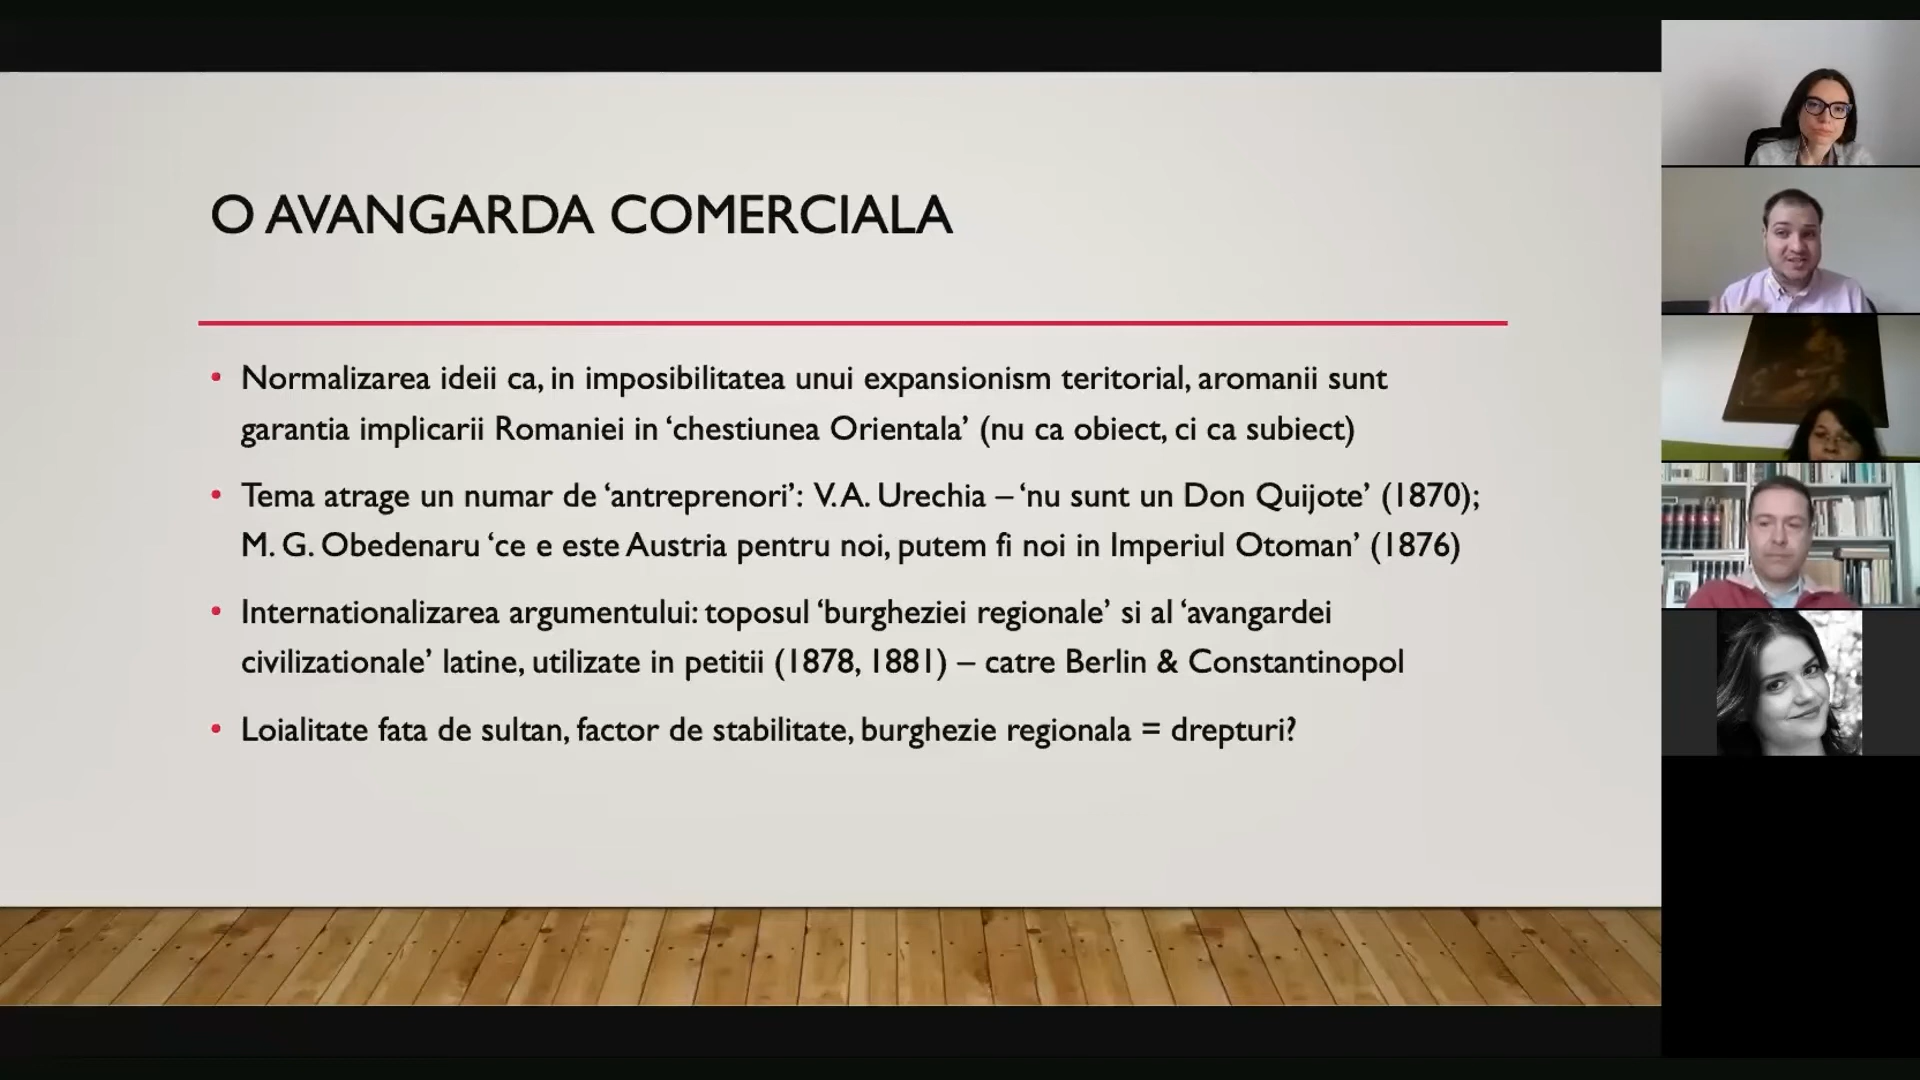 O AVANGARDA COMERCIALA
• Normalizarea ideii ca, in imposibilitatea unui expansionism teritorial, aromanii sunt
garantia implicarii Romaniei in ‘chestiunea Orientala’ (nu ca obiect, ci ca subiect)
• Tema atrage un numar de ‘antreprenori’: V. A. Urechia – ‘nu sunt un Don Quijote’ (1870);
M. G. Obedenaru ‘ce e este Austria pentru noi, putem fi noi in Imperiul Otoman’ (1876)
• Internationalizarea argumentului: toposul ‘burgheziei regionale’ si al ‘avangardei
civilizationale’ latine, utilizate in petitii (1878, 1881) – catre Berlin & Constantinopol
• Loialitate fata de sultan, factor de stabilitate, burghezie regionala = drepturi?